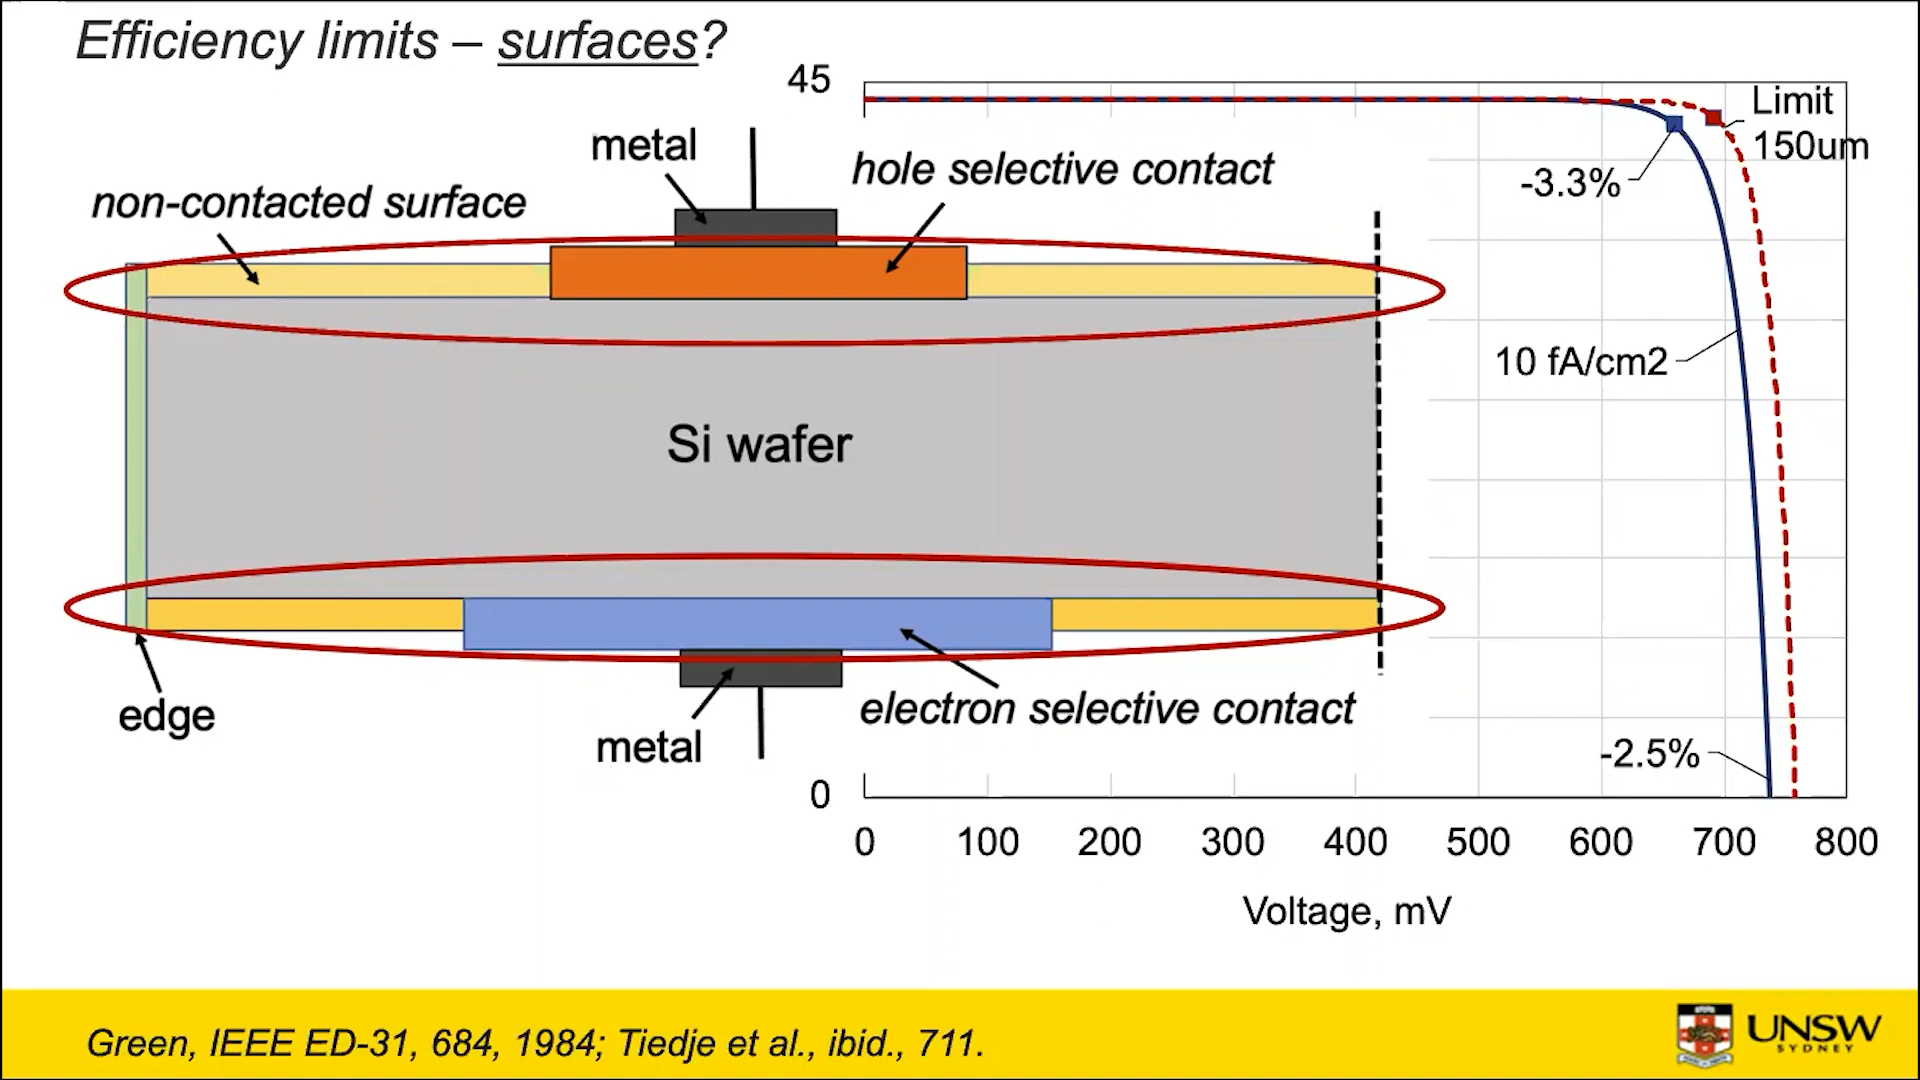 Efficiency limits – surfaces?
45
Limit
150um
metal
hole selective contact
-3.3%
non-contacted surface
10 fA/cm2
Si wafer
edge
electron selective contact
metal
-2.5%
0
0 100 200 300 400 500 600 700 800
Voltage, mV
Green, IEEE ED-31, 684, 1984; Tiedje et al., ibid., 711.
UNSW
SYDNEY